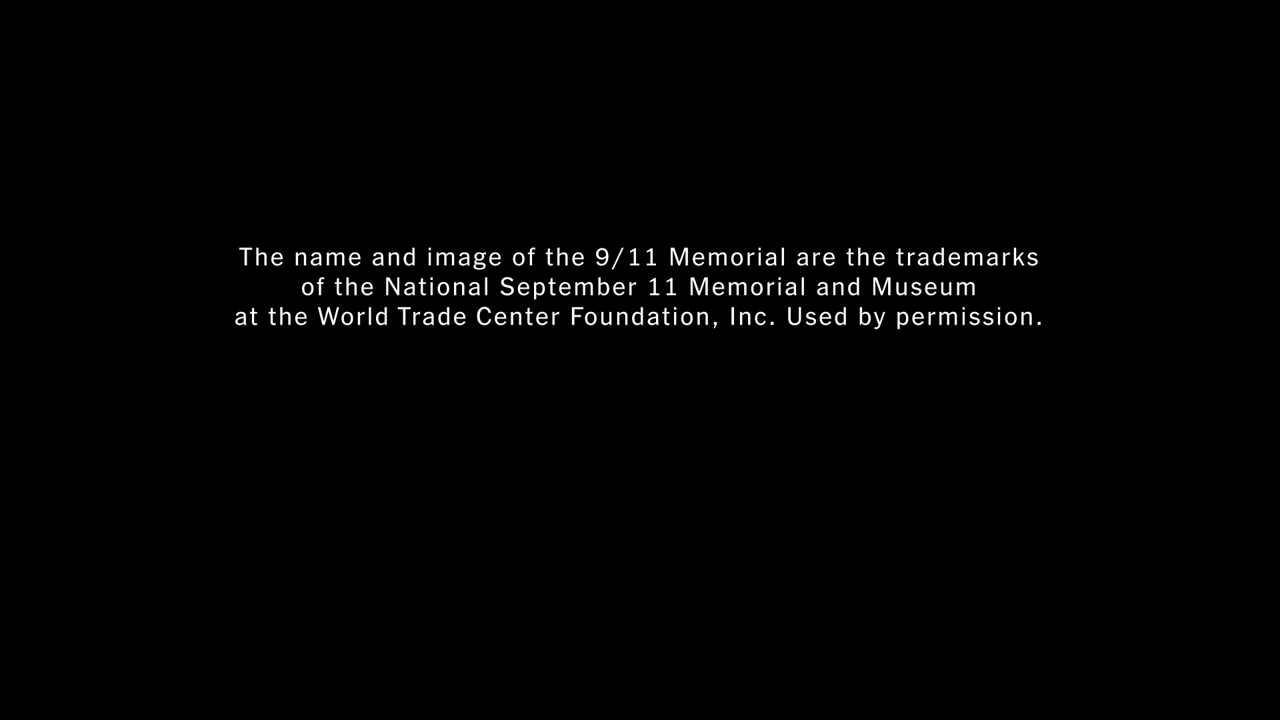 The name and image of the 9/11 Memorial are the trademarks
of the National September 11 Memorial and Museum
at the World Trade Center Foundation, Inc. Used by permission.